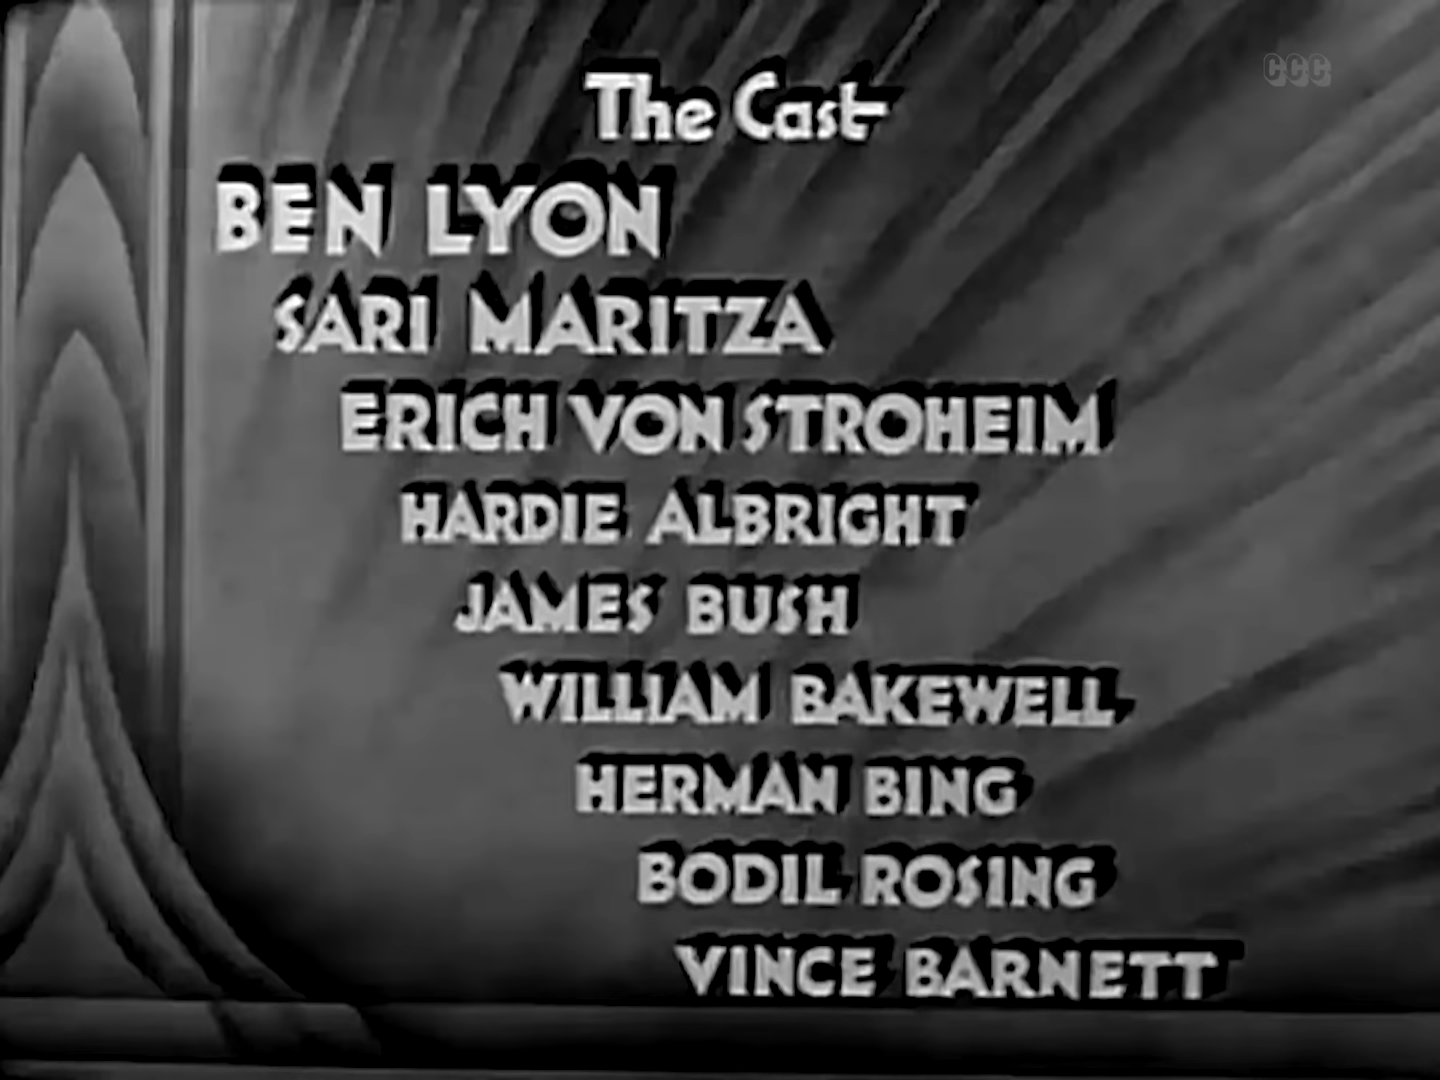 CCC
The Cast
BEN LYON
SARI MARITZA
ERICH VON STROHEIM
HARDIE ALBRIGHT
JAMES BUSH
WILLIAM BAKEWELL
HERMAN BING
BODIL ROSING
VINCE BARNETT